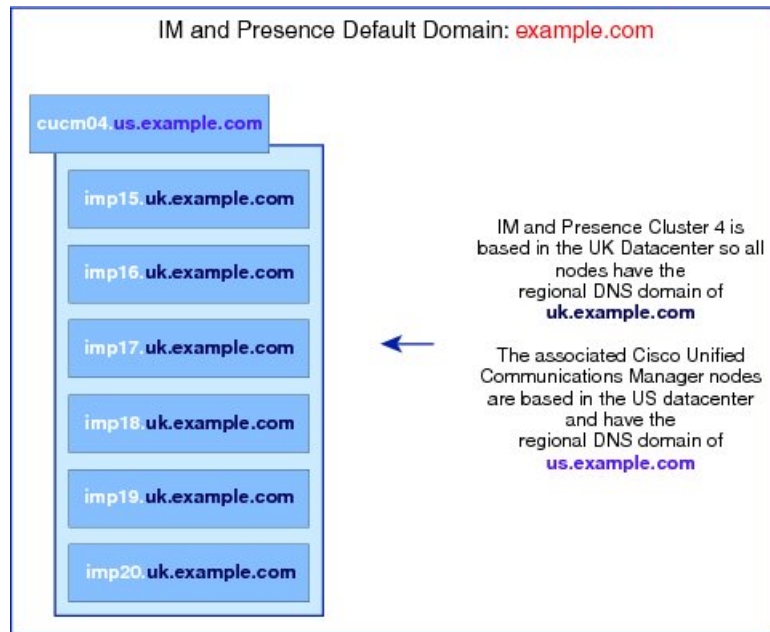 IM and Presence Default Domain: example.com
cucm04.us.example.com
imp15.uk.example.com
imp16.uk.example.com
imp17.uk.example.com
imp18.uk.example.com
imp19.uk.example.com
imp20.uk.example.com
IM and Presence Cluster 4 is
based in the UK Datacenter so all
nodes have the
regional DNS domain of
uk.example.com
The associated Cisco Unified
Communications Manager nodes
are based in the US datacenter
and have the
regional DNS domain of
us.example.com